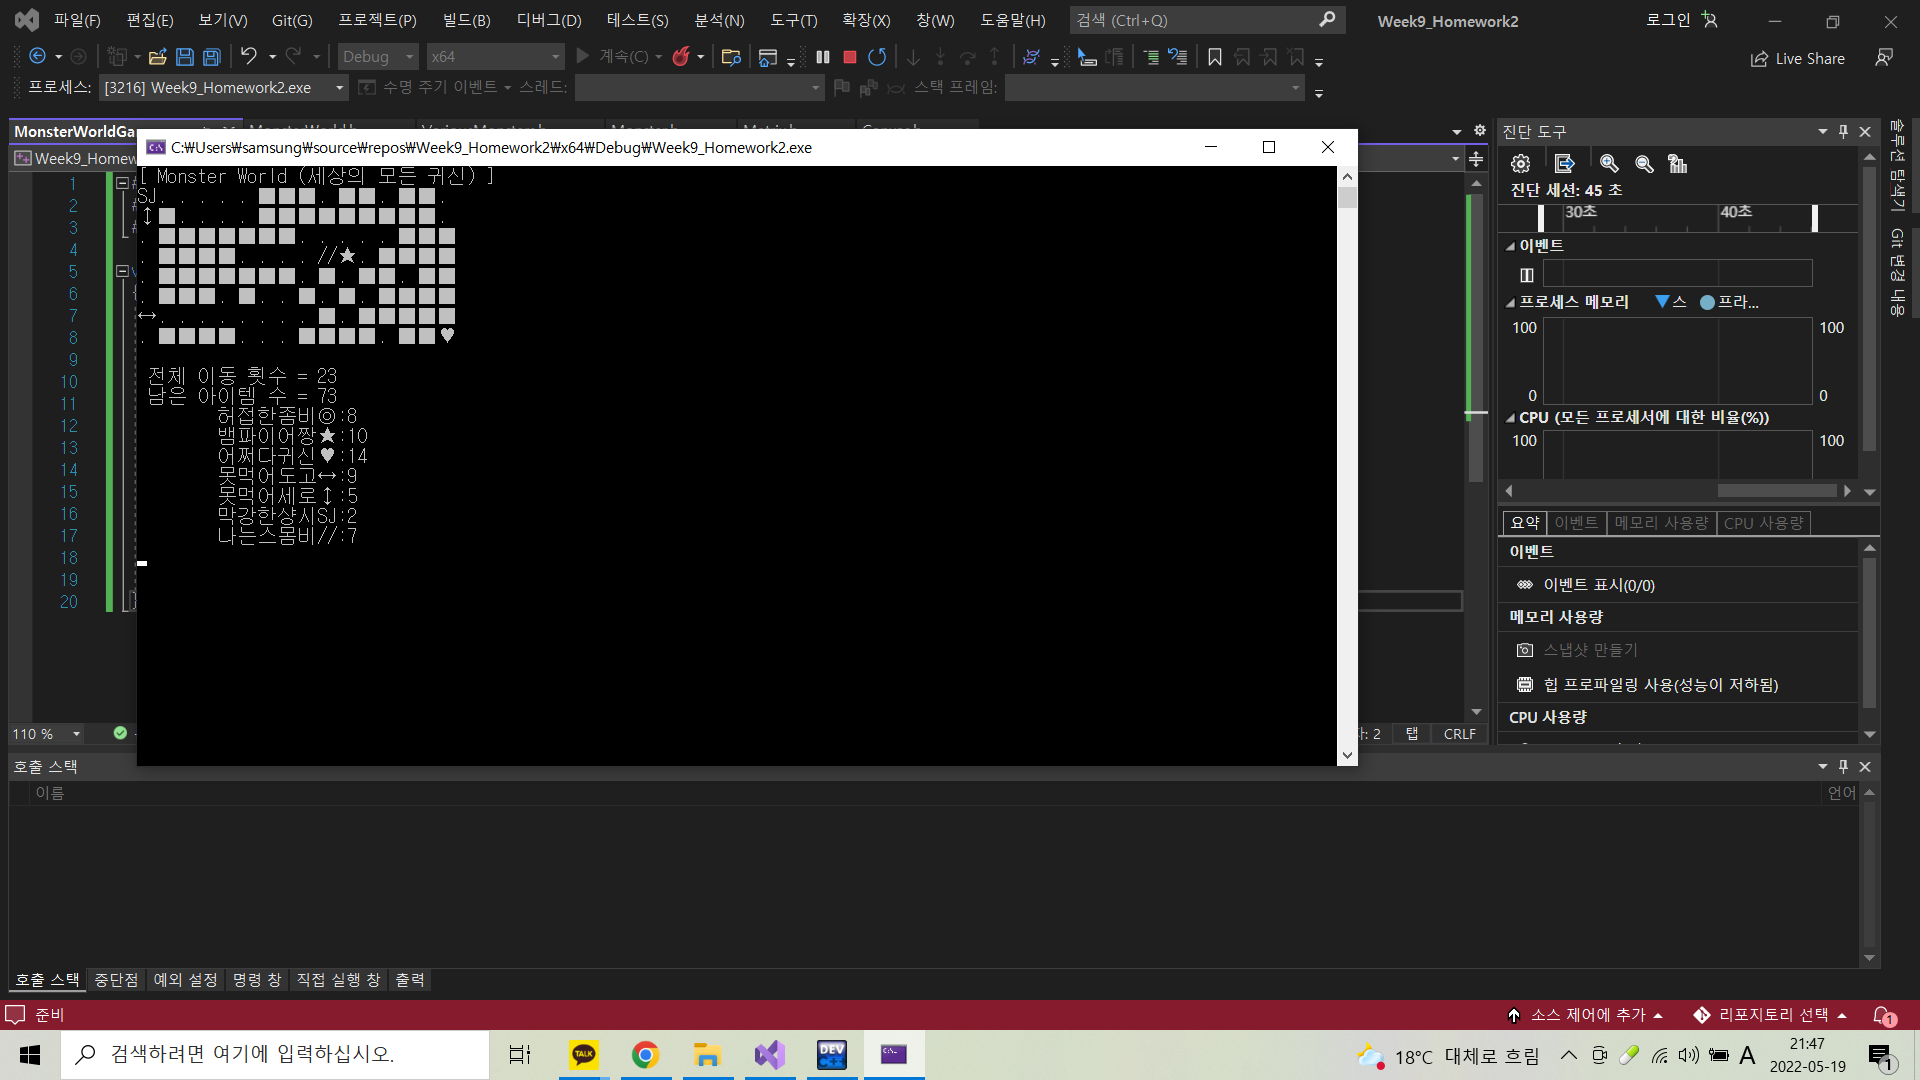 파일(F) 편집(E) 보기(V) Git(G) 프로젝트(P) 빌드(B) 디버그(D) 테스트(S) 분석(N) 도구(T) 확장(X) 창(W) 도움말(H) 검색 (Ctrl+Q) Week9_Homework2 로그인
Debug x64 계속(C) Live Share
프로세스: [3216] Week9_Homework2.exe 수명 주기 이벤트 스레드: 스택 프레임:
MonsterWorldGa
Week9_Homew
C:₩Users₩samsung₩source₩repos₩Week9_Homework2₩x64₩Debug₩Week9_Homework2.exe
[ Monster World (세상의 모든 귀신) ]
SJ. . . . . ■■■. ■■. ■■.
↕■. . . . ■■■■■■■■■.
. ■■■■■■■. . . . . ■■■
. ■■■■. . . . //★. ■■■■
. ■■■■■■■. ■. ■■. ■■
. ■■■. ■. . ■. ■. ■■■■
↔. . . . . . . . ■. ■■■■■
. ■■■■. . . ■■■■. ■■♥
전체 이동 횟수 = 23
남은 아이템 수 = 73
허접한좀비◎:8
뱀파이어짱★:10
어쩌다귀신♥:14
못먹어도고↔:9
못먹어세로↕:5
막강한샹시SJ:2
나는스몸비//:7
1
2
3
4
5
6
7
8
9
10
11
12
13
14
15
16
17
18
19
20
110 %
자: 2 탭 CRLF
진단 도구
진단 세션: 45 초
30초 40초
이벤트
프로세스 메모리 스 프라...
100 100
0 0
CPU (모든 프로세서에 대한 비율(%))
100 100
요약 이벤트 메모리 사용량 CPU 사용량
이벤트
이벤트 표시(0/0)
메모리 사용량
스냅샷 만들기
힙 프로파일링 사용(성능이 저하됨)
CPU 사용량
솔루션 탐색기
Git 변경 내용
호출 스택
이름 언어
호출 스택 중단점 예외 설정 명령 창 직접 실행 창 출력
준비 소스 제어에 추가 리포지토리 선택 1
검색하려면 여기에 입력하십시오. TALK DEV C++ 18°C 대체로 흐림 A 21:47
2022-05-19 1